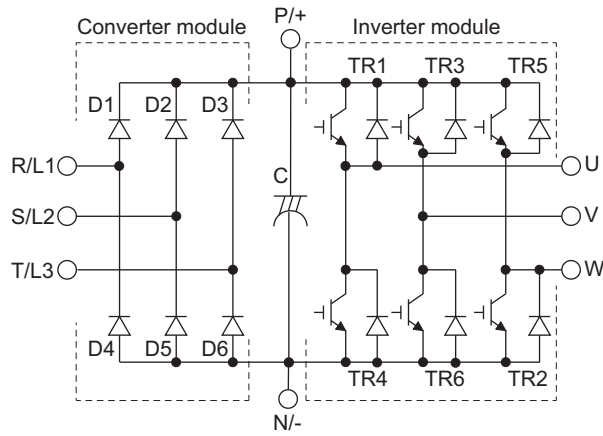 Converter module
P/+
Inverter module
D1 D2 D3
TR1 TR3 TR5
R/L1
C
U
S/L2
V
T/L3
W
D4 D5 D6
TR4 TR6 TR2
N/-